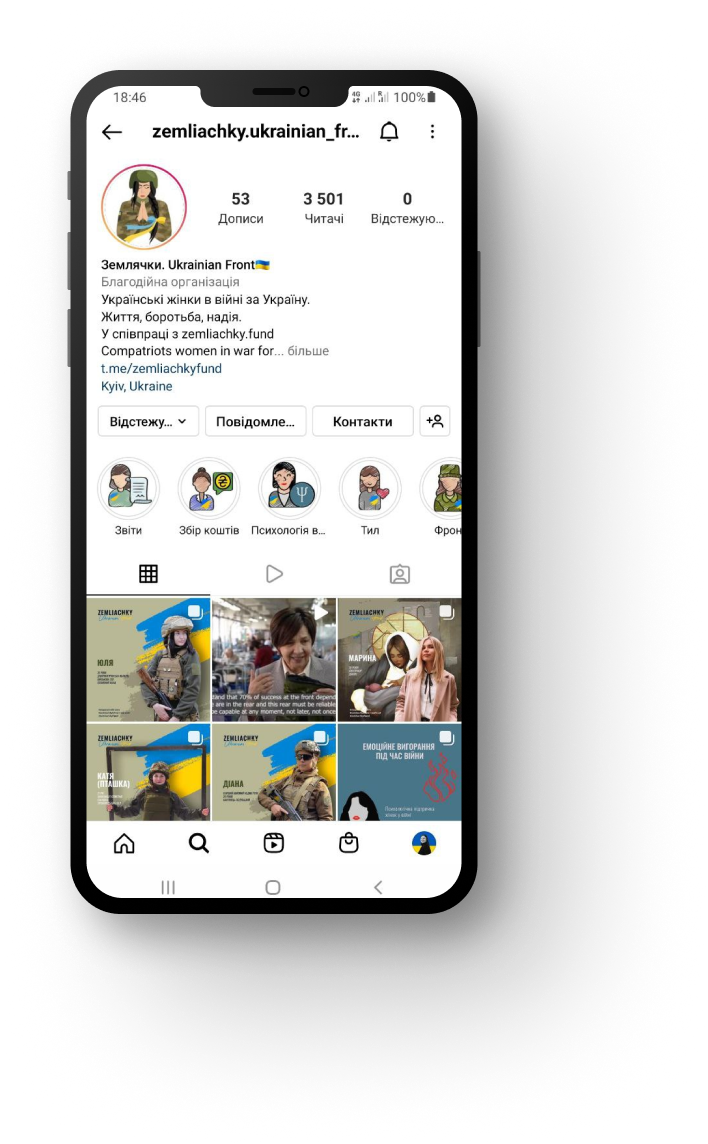 18:46
4G
R
100%
zemliachky.ukrainian_fr...
53
3 501
0
Дописи
Читачі
Відстежую...
Землячки. Ukrainian Front
Благодійна організація
Українські жінки в війні за Україну.
Життя, боротьба, надія.
У співпраці з zemliachky.fund
Compatriots women in war for... більше
t.me/zemliachkyfund
Kyiv, Ukraine
Відстежу...
Повідомле...
Контакти
Звіти
Збір коштів
Психологія в...
Тил
Фрон
ZEMLIACHKY
ЮЛЯ
tand that 70% of success at the front depend
are in the rear and this rear must be reliable
e capable at any moment, not later, not once
ZEMLIACHKY
МАРИНА
ZEMLIACHKY
КАТЯ
(ПТАШКА)
ZEMLIACHKY
ДІАНА
ЕМОЦІЙНЕ ВИГОРАННЯ
ПІД ЧАС ВІЙНИ